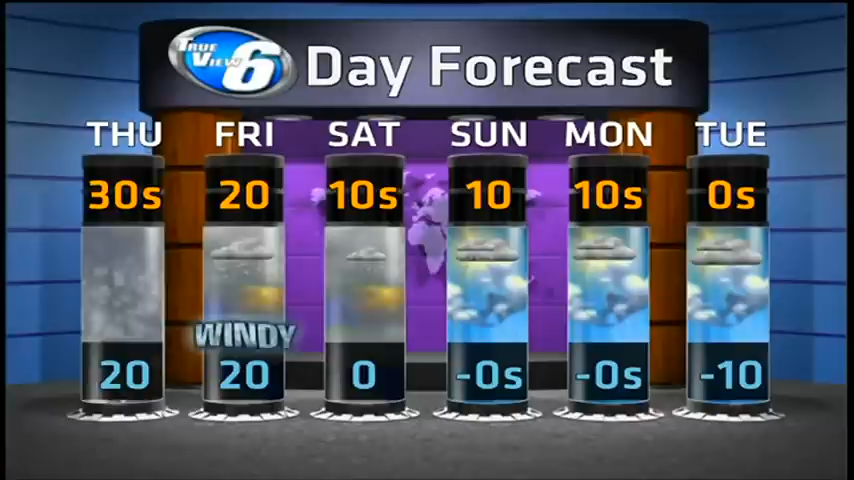 TRUE VIEW 6 Day Forecast
THU FRI SAT SUN MON TUE
30s 20 10s 10 10s 0s
WINDY
20 20 0 -0s -0s -10